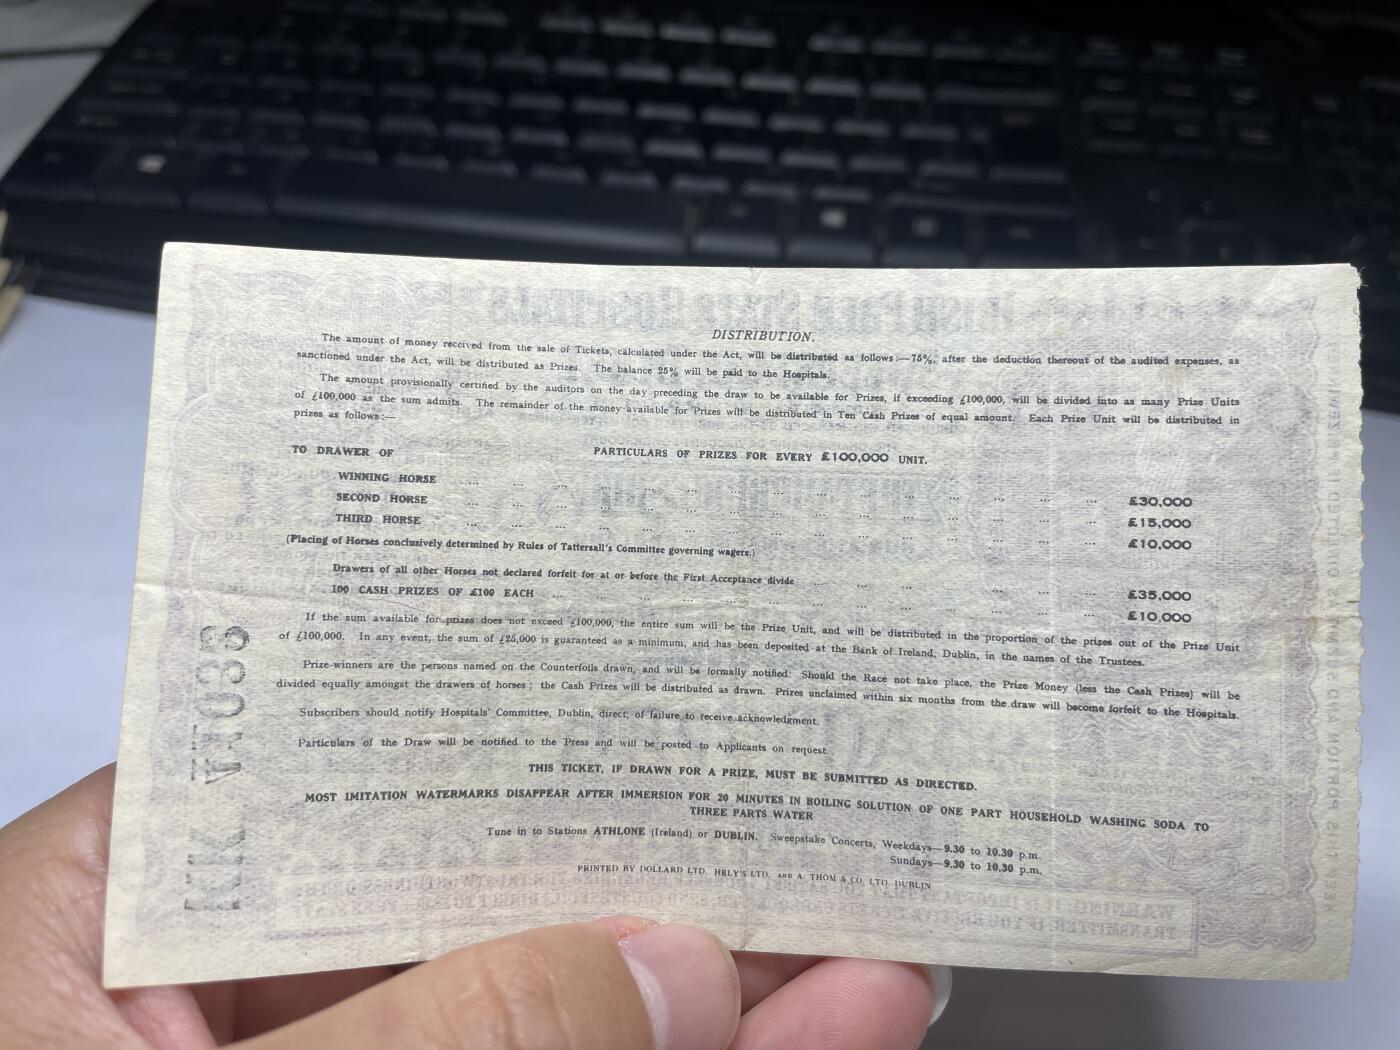 DISTRIBUTION.
The amount of money received from the sale of Tickets, calculated under the Act, will be distributed as follows:—75%, after the deduction thereout of the audited expenses, as
sanctioned under the Act, will be distributed as Prizes. The balance 25% will be paid to the Hospitals.
The amount provisionally certified by the auditors on the day preceding the draw to be available for Prizes, if exceeding £100,000, will be divided into as many Prize Units
of £100,000 as the sum admits. The remainder of the money available for Prizes will be distributed in Ten Cash Prizes of equal amount. Each Prize Unit will be distributed in
prizes as follows:—
TO DRAWER OF PARTICULARS OF PRIZES FOR EVERY £100,000 UNIT.
WINNING HORSE ... £30,000
SECOND HORSE ... £15,000
THIRD HORSE ... £10,000
(Placing of Horses conclusively determined by Rules of Tattersall's Committee governing wagers.)
Drawers of all other Horses not declared forfeit for at or before the First Acceptance divide ... £35,000
100 CASH PRIZES OF £100 EACH ... £10,000
If the sum available for prizes does not exceed £100,000, the entire sum will be the Prize Unit, and will be distributed in the proportion of the prizes out of the Prize Unit
of £100,000. In any event, the sum of £25,000 is guaranteed as a minimum, and has been deposited at the Bank of Ireland, Dublin, in the names of the Trustees.
Prize-winners are the persons named on the Counterfoils drawn, and will be formally notified. Should the Race not take place, the Prize Money (less the Cash Prizes) will be
divided equally amongst the drawers of horses; the Cash Prizes will be distributed as drawn. Prizes unclaimed within six months from the draw will become forfeit to the Hospitals.
Subscribers should notify Hospitals' Committee, Dublin, direct, of failure to receive acknowledgment.
Particulars of the Draw will be notified to the Press and will be posted to Applicants on request.
THIS TICKET, IF DRAWN FOR A PRIZE, MUST BE SUBMITTED AS DIRECTED.
MOST IMITATION WATERMARKS DISAPPEAR AFTER IMMERSION FOR 20 MINUTES IN BOILING SOLUTION OF ONE PART HOUSEHOLD WASHING SODA TO
THREE PARTS WATER
Tune in to Stations ATHLONE (Ireland) or DUBLIN. Sweepstake Concerts, Weekdays—9.30 to 10.30 p.m.
Sundays—9.30 to 10.30 p.m.
PRINTED BY DOLLARD LTD. HELY'S LTD. AND A. THOM & CO. LTD. DUBLIN